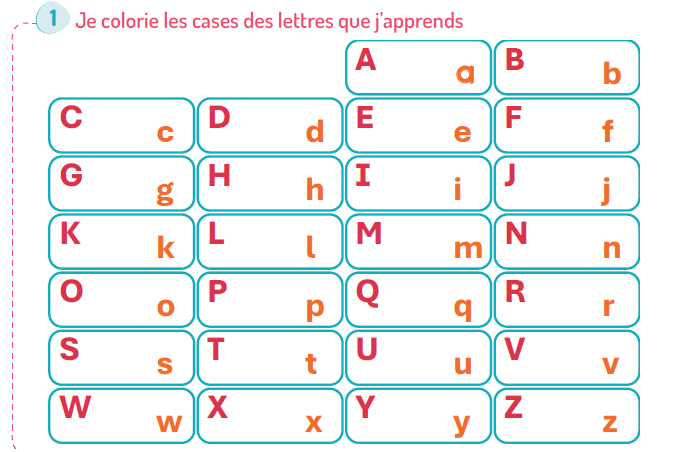 1 Je colorie les cases des lettres que j'apprends
A a B b
C c D d E e F f
G g H h I i J j
K k L l M m N n
O o P p Q q R r
S s T t U u V v
W w X x Y y Z z